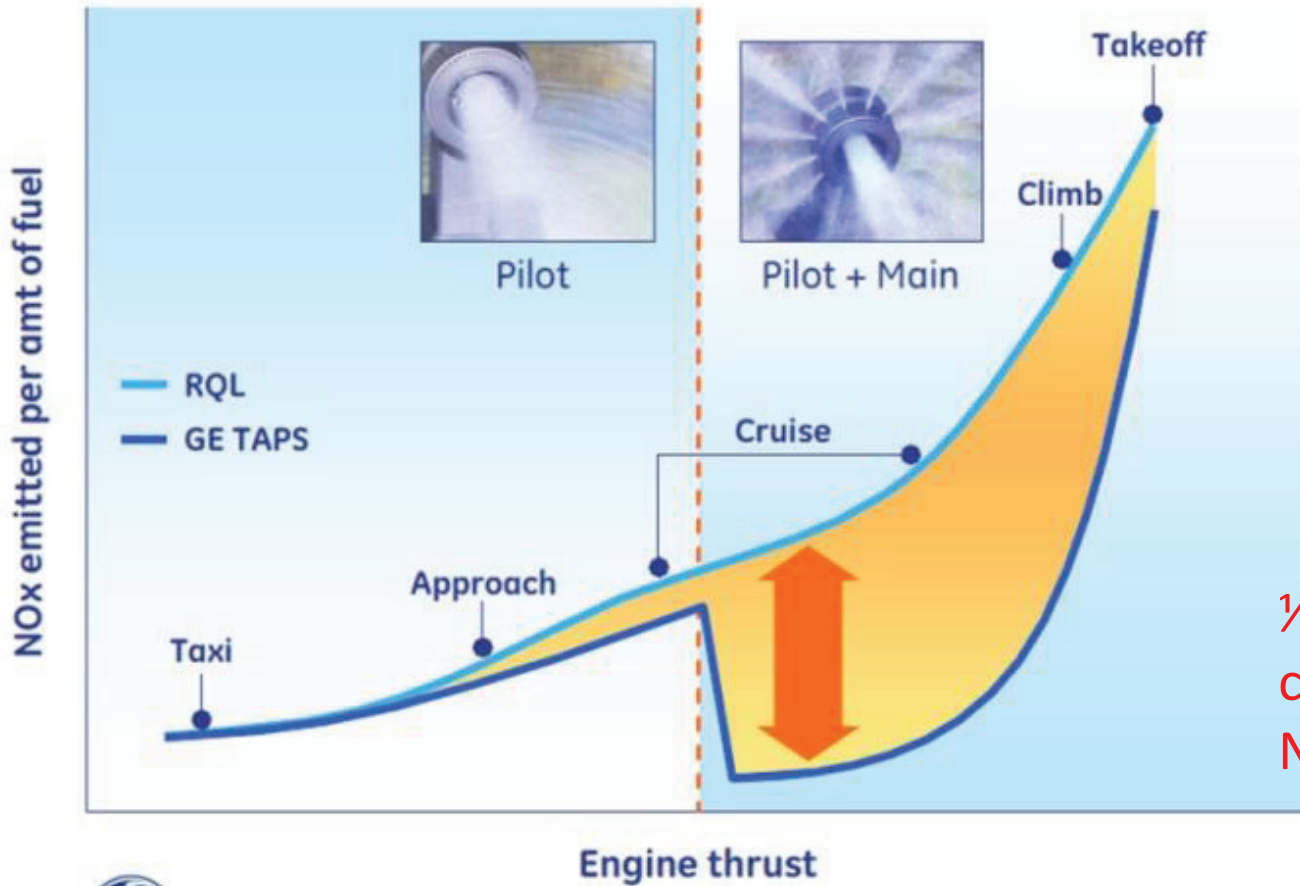 Takeoff
Climb
Pilot
Pilot + Main
NOx emitted per amt of fuel
RQL
GE TAPS
Cruise
Approach
Taxi
Engine thrust